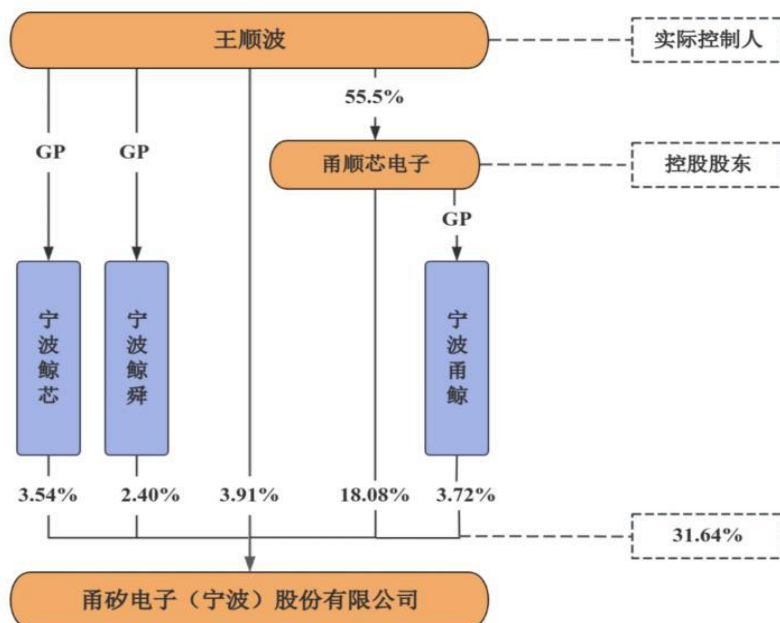 王顺波
实际控制人
55.5%
GP
GP
甬顺芯电子
控股股东
GP
宁波鲸芯
宁波鲸舜
宁波甬鲸
3.54%
2.40%
3.91%
18.08%
3.72%
31.64%
甬矽电子（宁波）股份有限公司